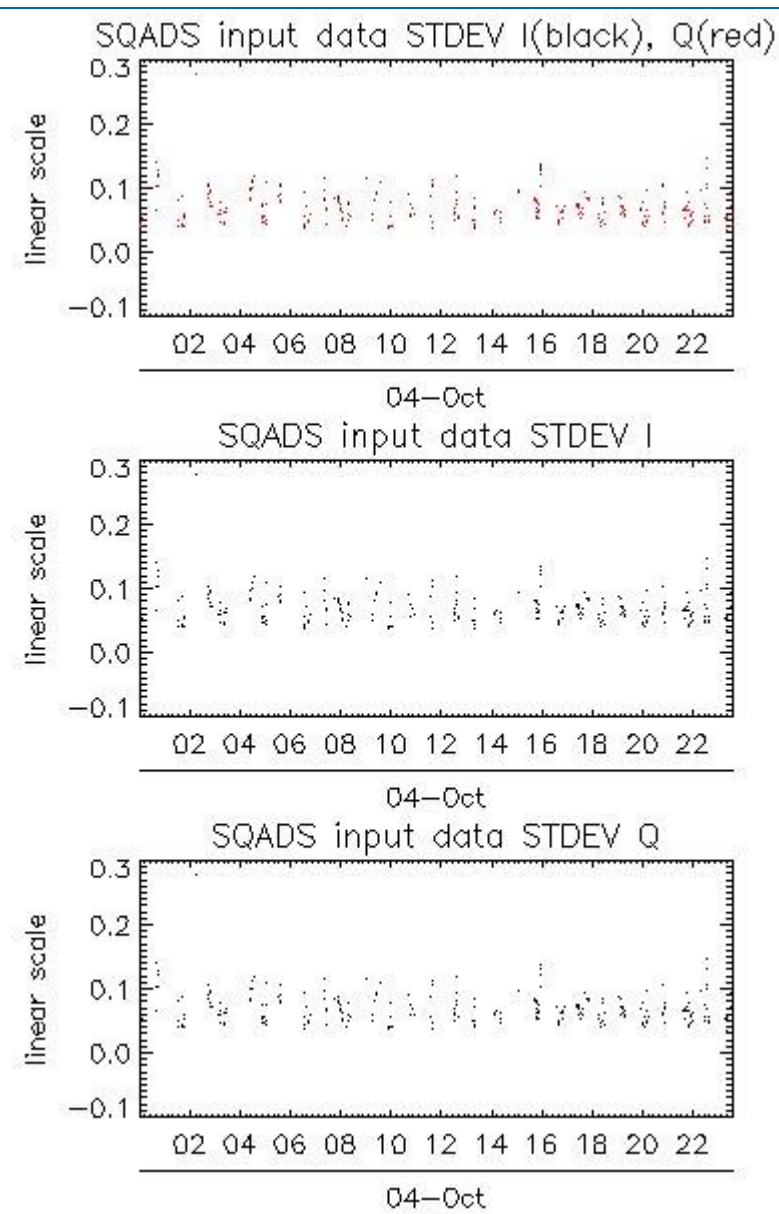 SQADS input data STDEV I(black), Q(red)
0.3
0.2
0.1
0.0
−0.1
linear scale
02 04 06 08 10 12 14 16 18 20 22
04−Oct
SQADS input data STDEV I
0.3
0.2
0.1
0.0
−0.1
linear scale
02 04 06 08 10 12 14 16 18 20 22
04−Oct
SQADS input data STDEV Q
0.3
0.2
0.1
0.0
−0.1
linear scale
02 04 06 08 10 12 14 16 18 20 22
04−Oct